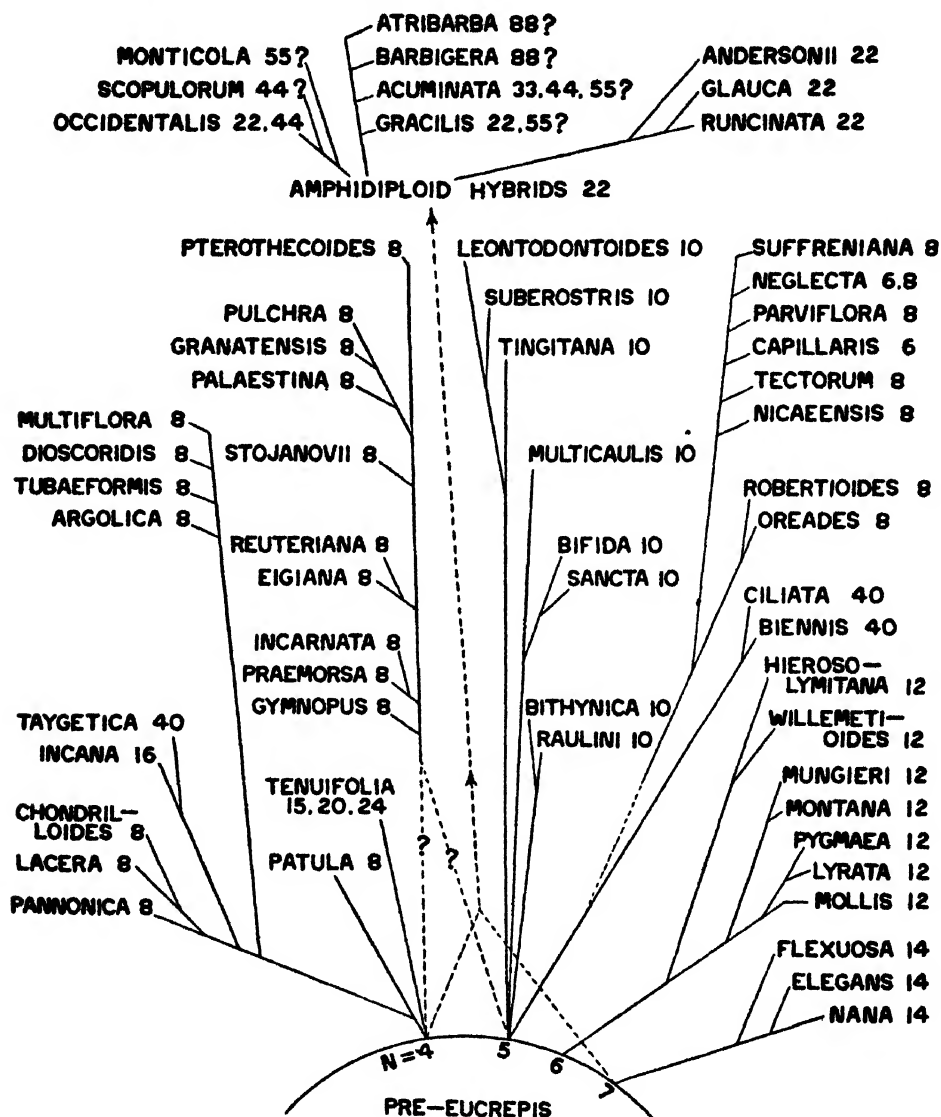 ATRIBARBA 88?
MONTICOLA 55?
BARBIGERA 88?
ANDERSONII 22
SCOPULORUM 44?
ACUMINATA 33.44.55?
GLAUCA 22
OCCIDENTALIS 22.44
GRACILIS 22,55?
RUNCINATA 22
AMPHIDIPLOID HYBRIDS 22
PTEROTHECOIDES 8
LEONTODONTOIDES 10
SUFFRENIANA 8
NEGLECTA 6.8
SUBEROSTRIS 10
PULCHRA 8
PARVIFLORA 8
GRANATENSIS 8
TINGITANA 10
CAPILLARIS 6
PALAESTINA 8
TECTORUM 8
MULTIFLORA 8
NICAEENSIS 8
DIOSCORIDIS 8
STOJANOVII 8
MULTICAULIS 10
TUBAEFORMIS 8
ROBERTIOIDES 8
ARGOLICA 8
OREADES 8
REUTERIANA 8
BIFIDA 10
EIGIANA 8
SANCTA 10
CILIATA 40
BIENNIS 40
INCARNATA 8
HIEROSO-
PRAEMORSA 8
LYMITANA 12
GYMNOPUS 8
BITHYNICA 10
WILLEMETI-
TAYGETICA 40
RAULINI 10
OIDES 12
INCANA 16
TENUIFOLIA
MUNGIERI 12
15.20.24
CHONDRIL-
MONTANA 12
LOIDES 8
? ?
PYGMAEA 12
LACERA 8
PATULA 8
LYRATA 12
PANNONICA 8
MOLLIS 12
FLEXUOSA 14
ELEGANS 14
NANA 14
N=4 5 6 7
PRE-EUCREPIS